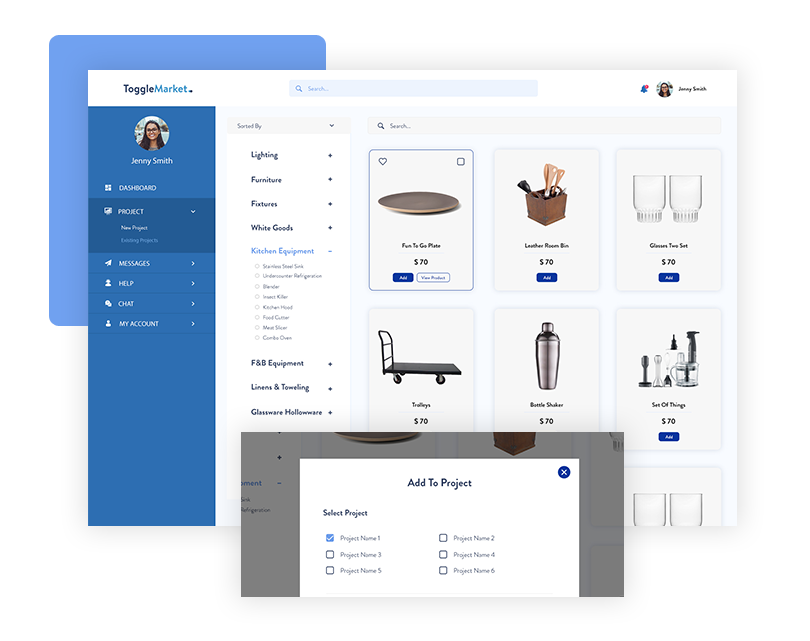 ToggleMarket
Search...
Jenny Smith
Jenny Smith
DASHBOARD
PROJECT
New Project
Existing Projects
MESSAGES
HELP
CHAT
MY ACCOUNT
Sorted By
Lighting +
Furniture +
Fixtures +
White Goods +
Kitchen Equipment −
Stainless Steel Sink
Undercounter Refrigeration
Blender
Insect Killer
Kitchen Hood
Food Cutter
Meat Slicer
Combo Oven
F&B Equipment +
Linens & Toweling +
Glassware Hollowware +
Search...
Fun To Go Plate
$ 70
Add View Product
Leather Room Bin
$ 70
Add
Glasses Two Set
$ 70
Add
Trolleys
$ 70
Bottle Shaker
$ 70
Set Of Things
$ 70
Add
+
pment −
Sink
Refrigeration
Add To Project
Select Project
Project Name 1 Project Name 2
Project Name 3 Project Name 4
Project Name 5 Project Name 6